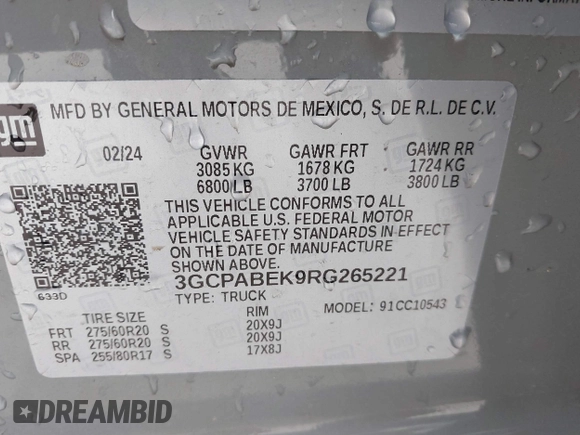 gm
MFD BY GENERAL MOTORS DE MEXICO, S. DE R.L. DE C.V.
02/24 GVWR GAWR FRT GAWR RR
3085 KG 1678 KG 1724 KG
6800 LB 3700 LB 3800 LB
THIS VEHICLE CONFORMS TO ALL
APPLICABLE U.S. FEDERAL MOTOR
VEHICLE SAFETY STANDARDS IN EFFECT
ON THE DATE OF MANUFACTURE
SHOWN ABOVE.
3GCPABEK9RG265221
633D
TYPE: TRUCK MODEL: 91CC10543
TIRE SIZE RIM
FRT 275/60R20 S 20X9J
RR 275/60R20 S 20X9J
SPA 255/80R17 S 17X8J
DREAMBID